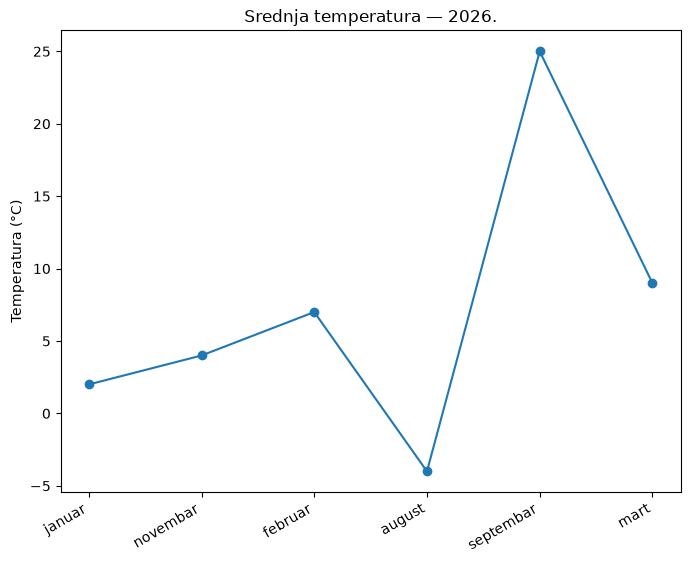 Srednja temperatura — 2026.
Temperatura (°C)
25
20
15
10
5
0
−5
januar
novembar
februar
august
septembar
mart